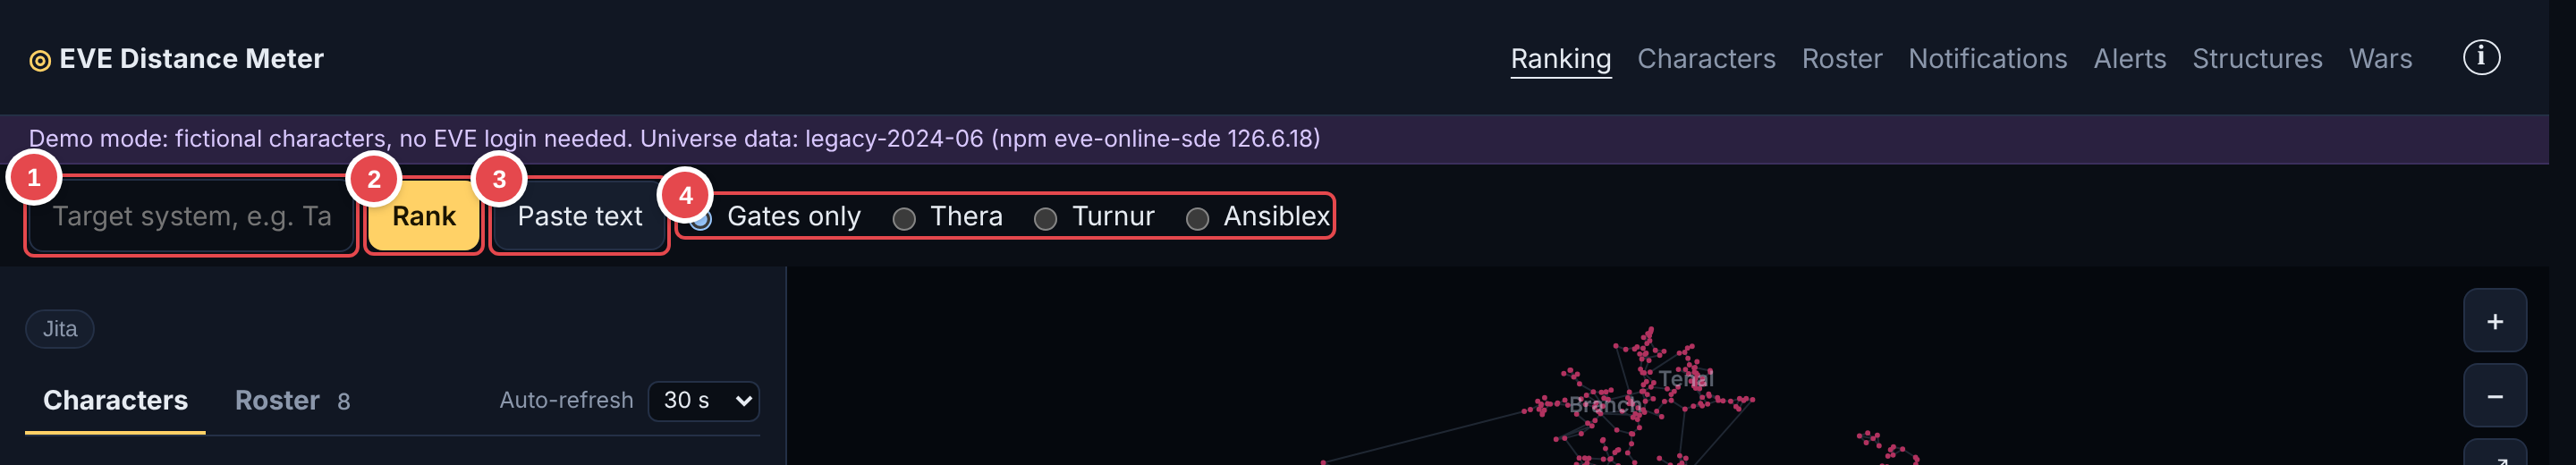 EVE Distance Meter
Ranking Characters Roster Notifications Alerts Structures Wars i
Demo mode: fictional characters, no EVE login needed. Universe data: legacy-2024-06 (npm eve-online-sde 126.6.18)
1 2 3 4
Target system, e.g. Ta Rank Paste text Gates only Thera Turnur Ansiblex
Jita
+
Characters Roster 8 Auto-refresh 30 s
−
Tenal
Branch